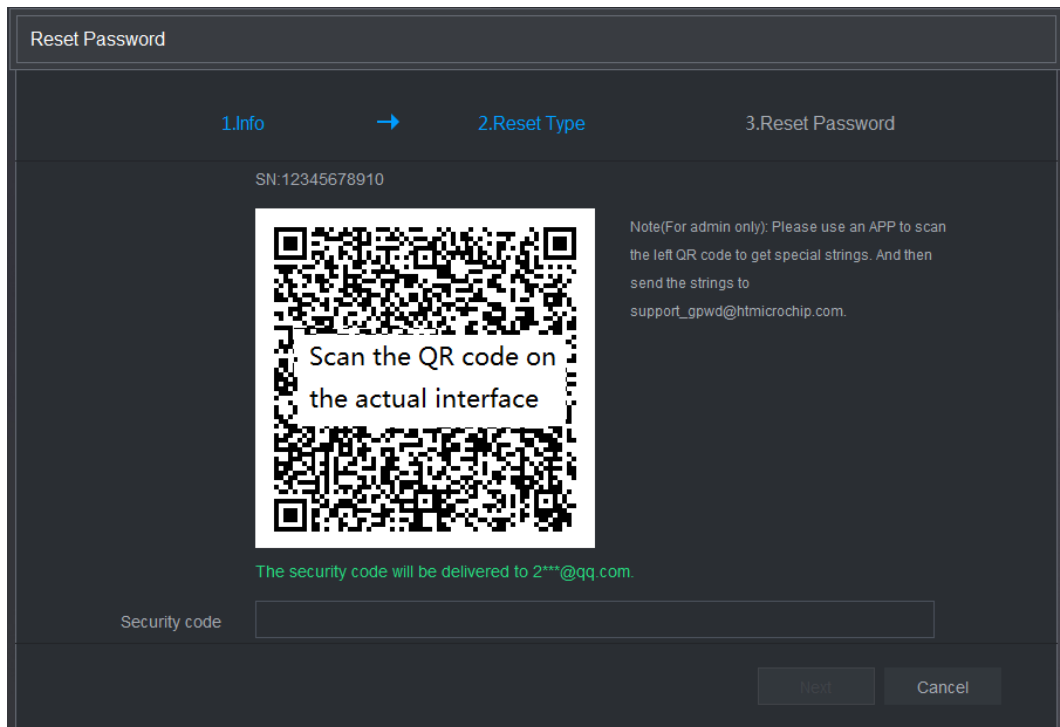 Reset Password
1.Info → 2.Reset Type 3.Reset Password
SN:12345678910
Note(For admin only): Please use an APP to scan
the left QR code to get special strings. And then
send the strings to
support_gpwd@htmicrochip.com.
Scan the QR code on
the actual interface
The security code will be delivered to 2***@qq.com.
Security code
Next Cancel